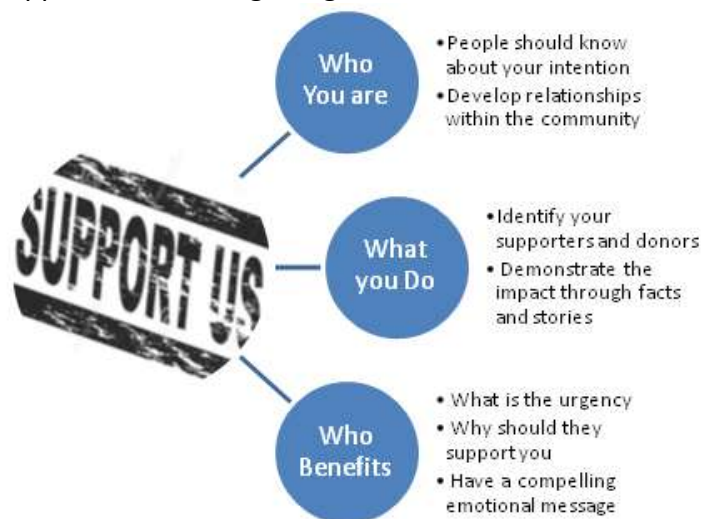 SUPPORT US
Who
You are
•People should know
about your intention
•Develop relationships
within the community
What
you Do
•Identify your
supporters and donors
• Demonstrate the
impact through facts
and stories
Who
Benefits
• What is the urgency
• Why should they
support you
• Have a compelling
emotional message